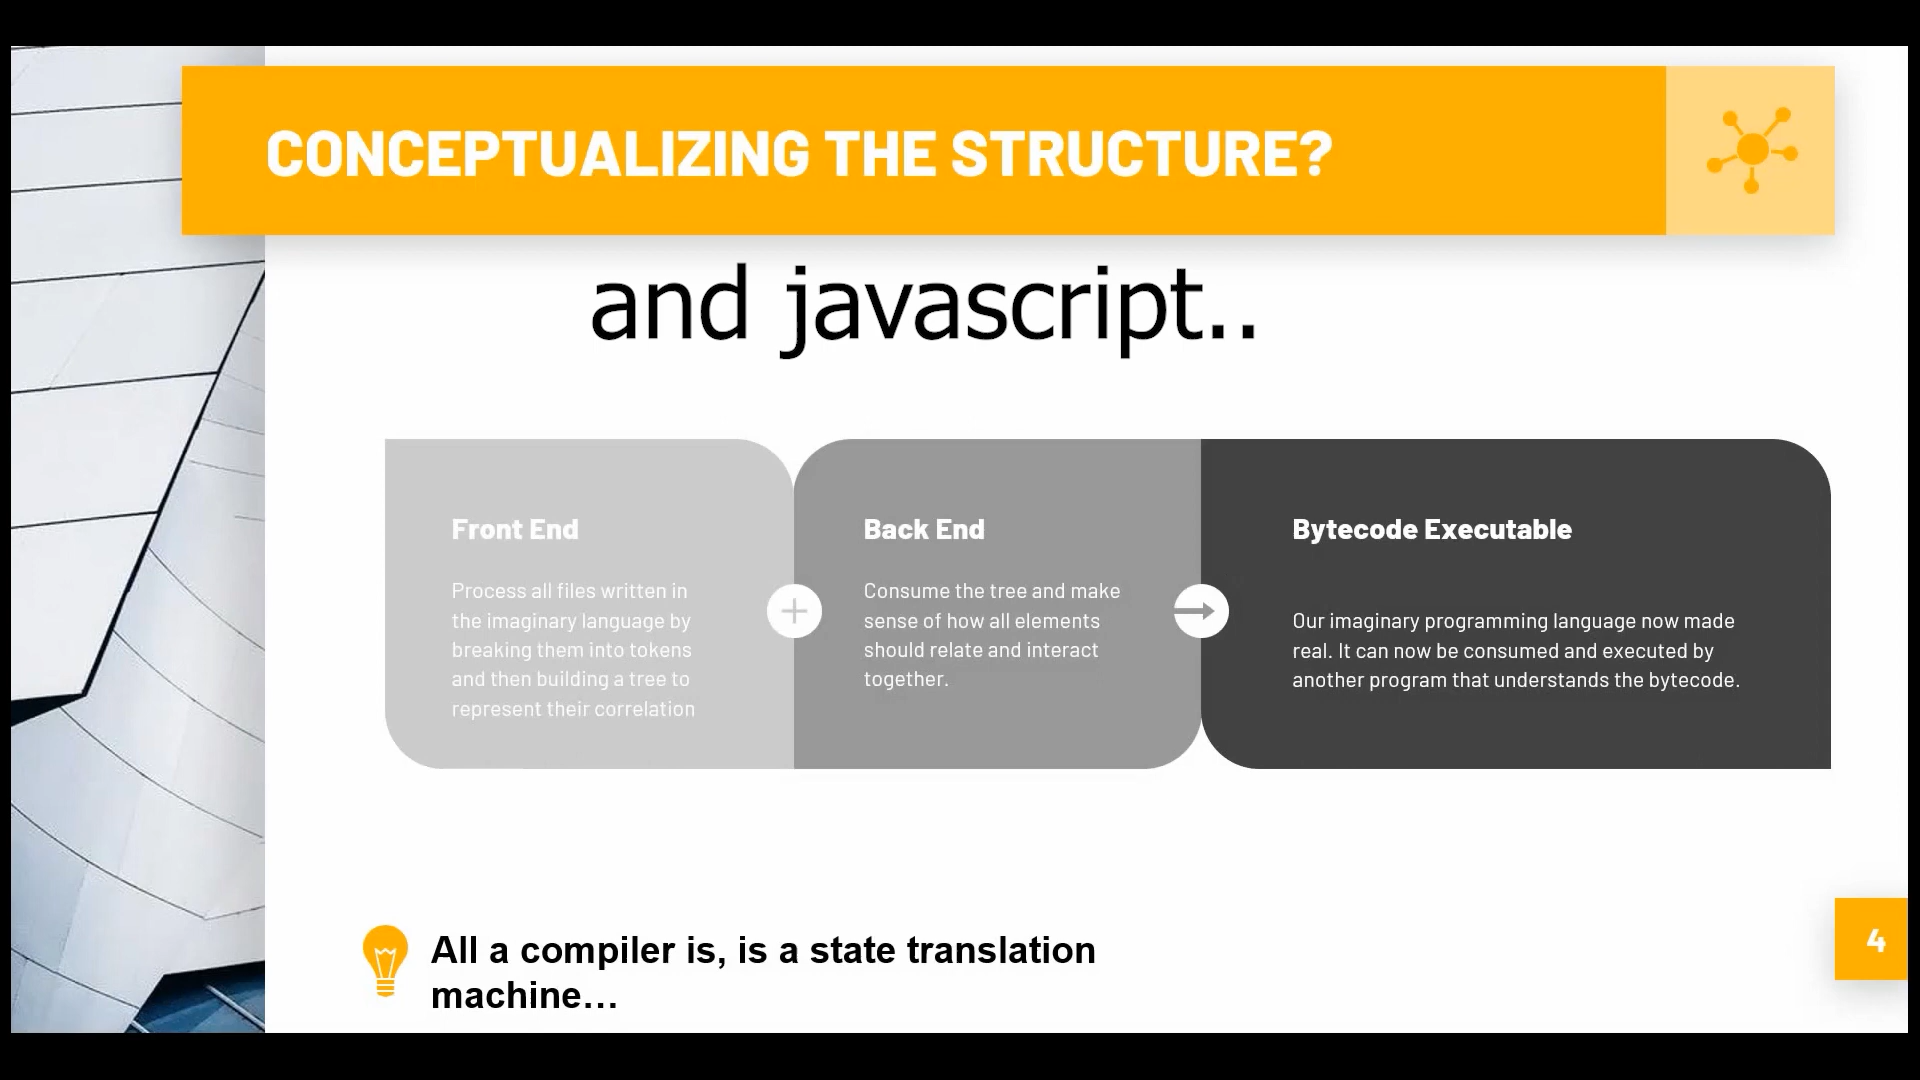 CONCEPTUALIZING THE STRUCTURE?
and javascript..
Front End
Process all files written in
the imaginary language by
breaking them into tokens
and then building a tree to
represent their correlation
Back End
Consume the tree and make
sense of how all elements
should relate and interact
together.
Bytecode Executable
Our imaginary programming language now made
real. It can now be consumed and executed by
another program that understands the bytecode.
All a compiler is, is a state translation
machine…
4